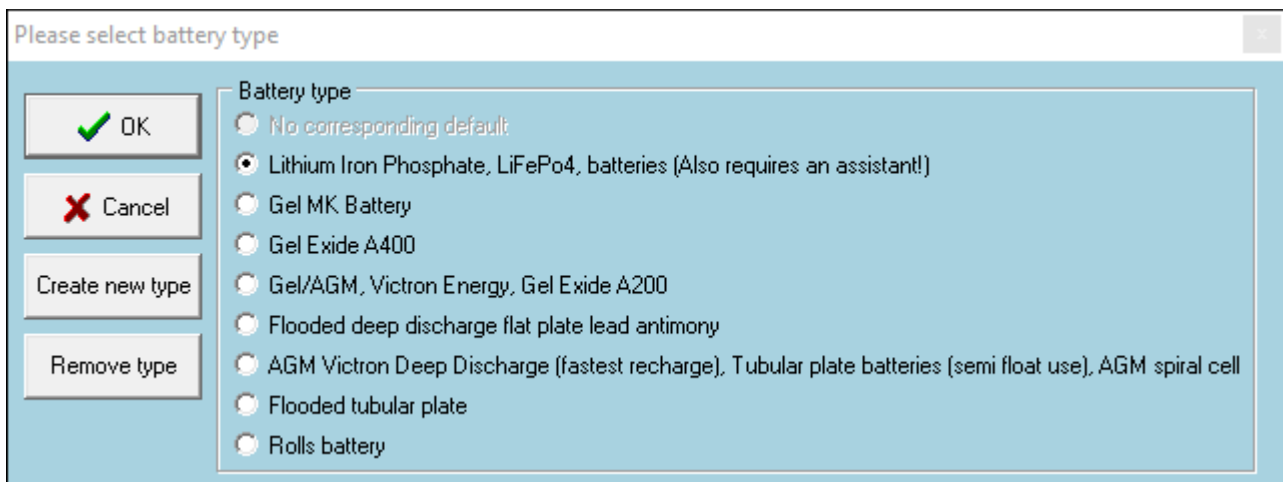 Please select battery type
x
OK
Cancel
Create new type
Remove type
Battery type
No corresponding default
Lithium Iron Phosphate, LiFePo4, batteries (Also requires an assistant!)
Gel MK Battery
Gel Exide A400
Gel/AGM, Victron Energy, Gel Exide A200
Flooded deep discharge flat plate lead antimony
AGM Victron Deep Discharge (fastest recharge), Tubular plate batteries (semi float use), AGM spiral cell
Flooded tubular plate
Rolls battery